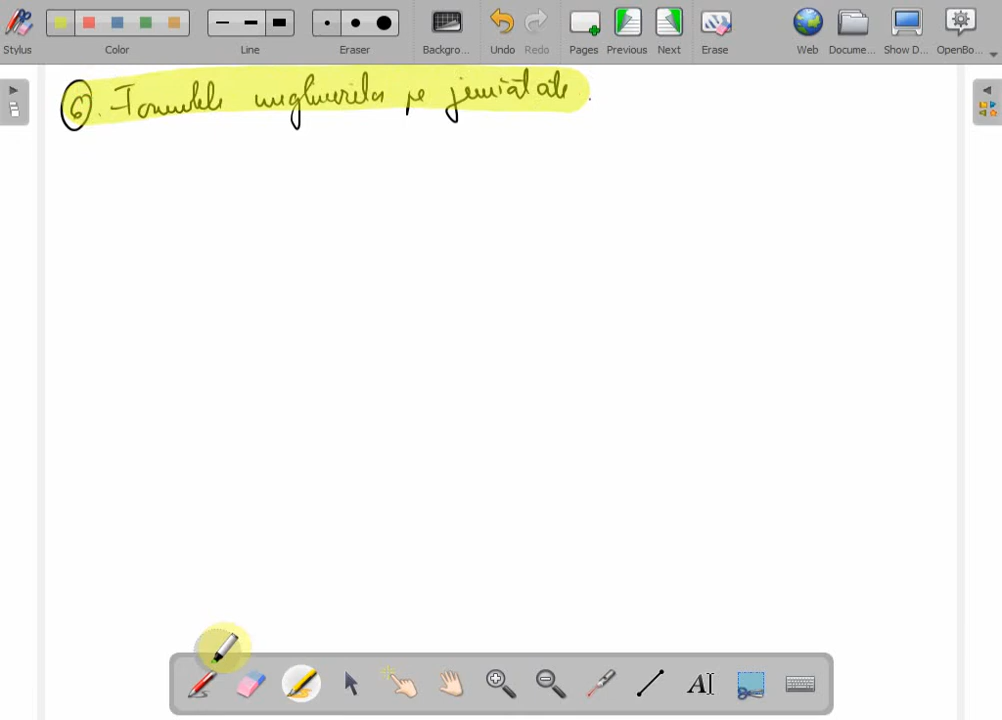 Stylus
Color
Line
Eraser
Backgro...
Undo
Redo
Pages
Previous
Next
Erase
Web
Docume...
Show D...
OpenBo...
6. Formulele unghiurilor pe jumătate.
A